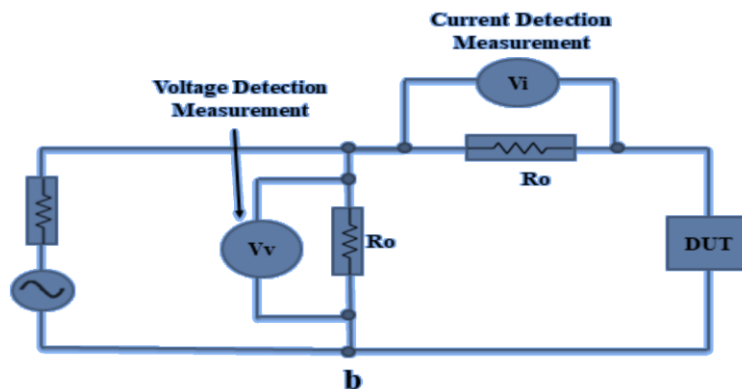 Current Detection
Measurement
Vi
Voltage Detection
Measurement
Ro
Vv
Ro
DUT
b